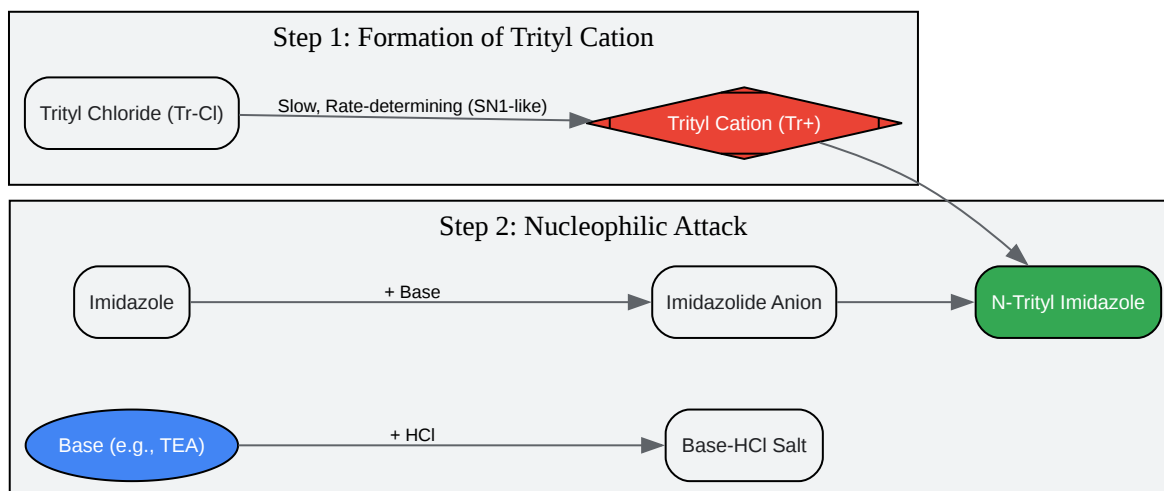 Step 1: Formation of Trityl Cation
Trityl Chloride (Tr-Cl)
Slow, Rate-determining (SN1-like)
Trityl Cation (Tr+)
Step 2: Nucleophilic Attack
Imidazole
+ Base
Imidazolide Anion
N-Trityl Imidazole
Base (e.g., TEA)
+ HCl
Base-HCl Salt